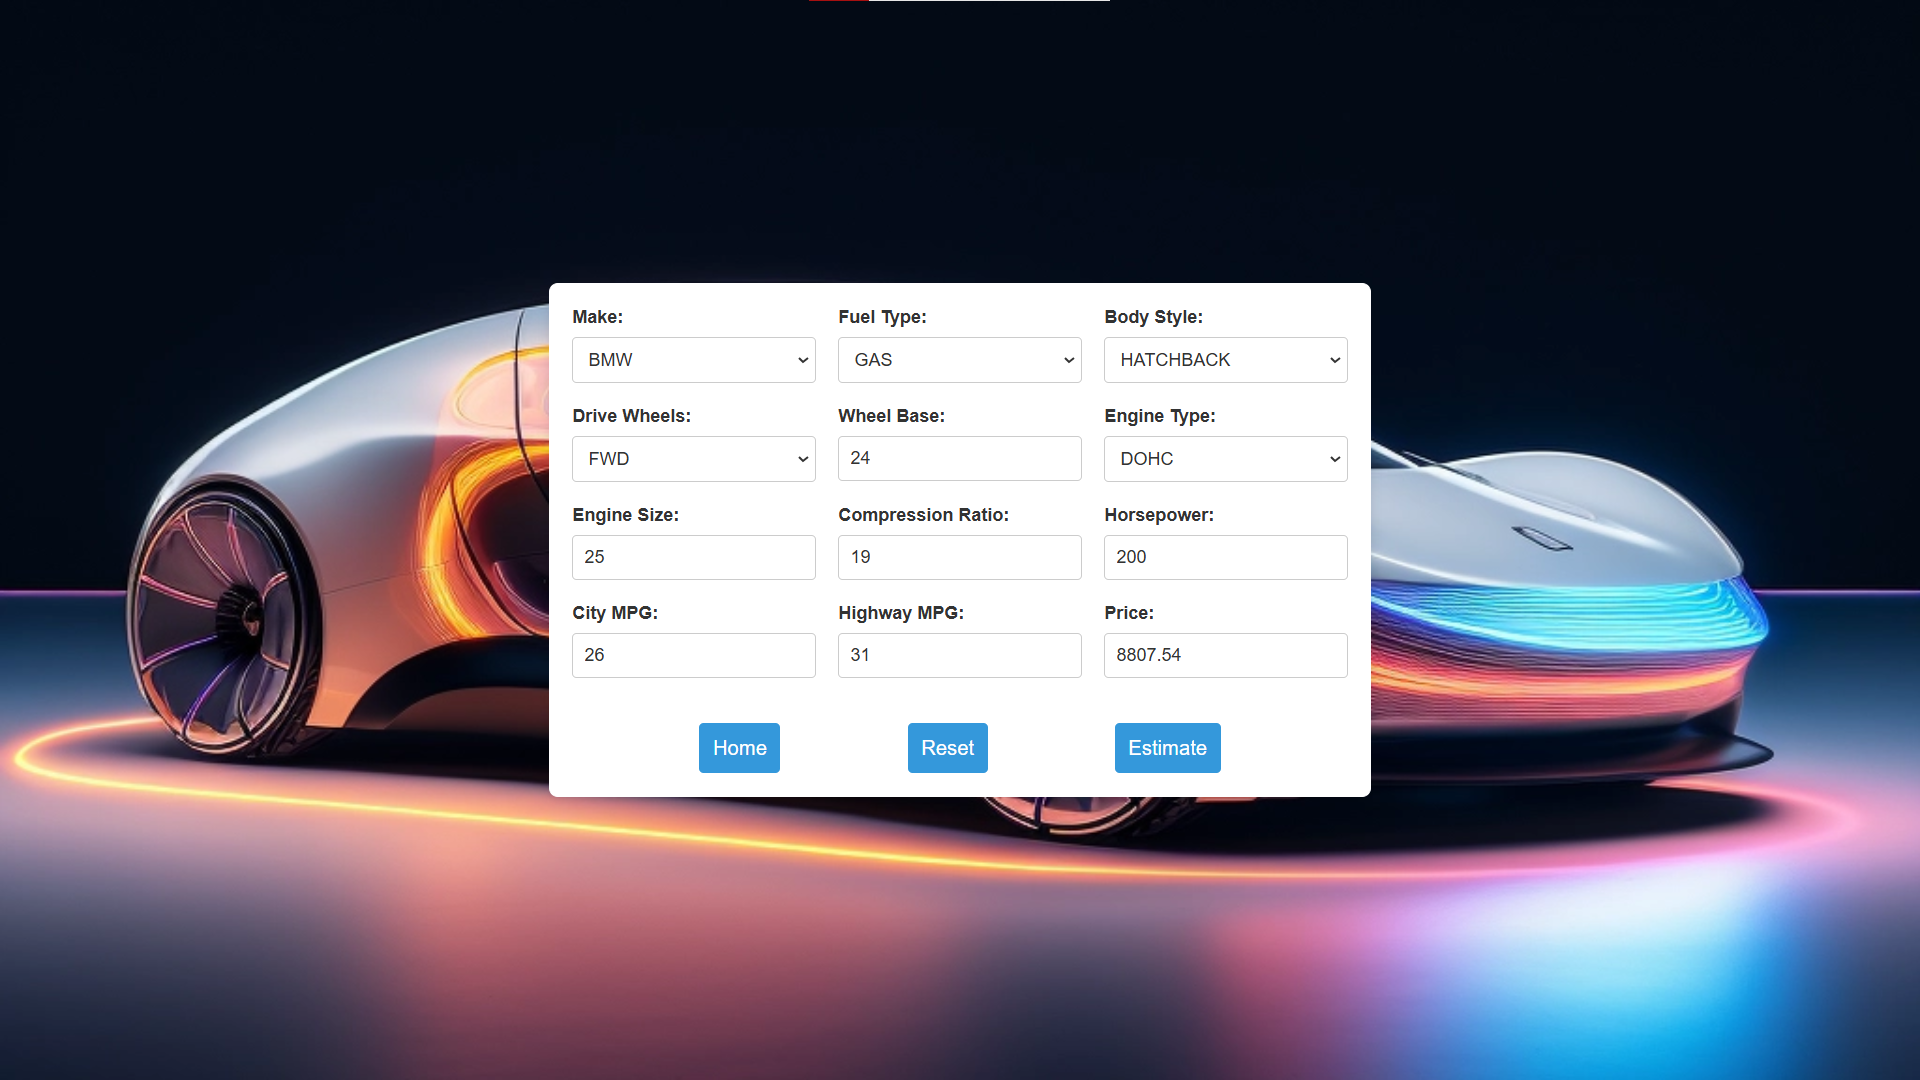 Make: Fuel Type: Body Style:
BMW GAS HATCHBACK
Drive Wheels: Wheel Base: Engine Type:
FWD 24 DOHC
Engine Size: Compression Ratio: Horsepower:
25 19 200
City MPG: Highway MPG: Price:
26 31 8807.54
Home Reset Estimate